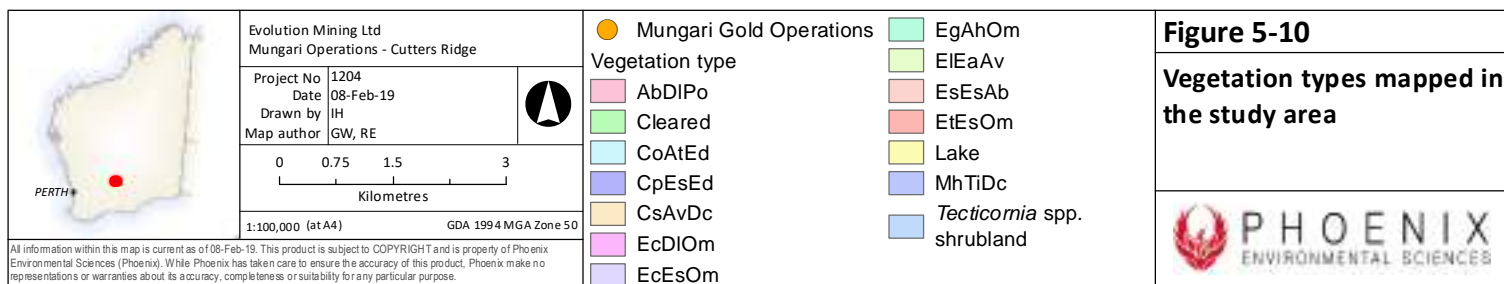 PERTH
All information within this map is current as of 08-Feb-19. This product is subject to COPYRIGHT and is property of Phoenix
Environmental Sciences (Phoenix). While Phoenix has taken care to ensure the accuracy of this product, Phoenix make no
representations or warranties about its accuracy, completeness or suitability for any particular purpose.
Evolution Mining Ltd
Mungari Operations - Cutters Ridge
Project No 1204
Date 08-Feb-19
Drawn by IH
Map author GW, RE
0 0.75 1.5 3
Kilometres
1:100,000 (at A4) GDA 1994 MGA Zone 50
Mungari Gold Operations
Vegetation type
AbDlPo
Cleared
CoAtEd
CpEsEd
CsAvDc
EcDlOm
EcEsOm
EgAhOm
ElEaAv
EsEsAb
EtEsOm
Lake
MhTiDc
Tecticornia spp.
shrubland
Figure 5-10
Vegetation types mapped in
the study area
PHOENIX
ENVIRONMENTAL SCIENCES